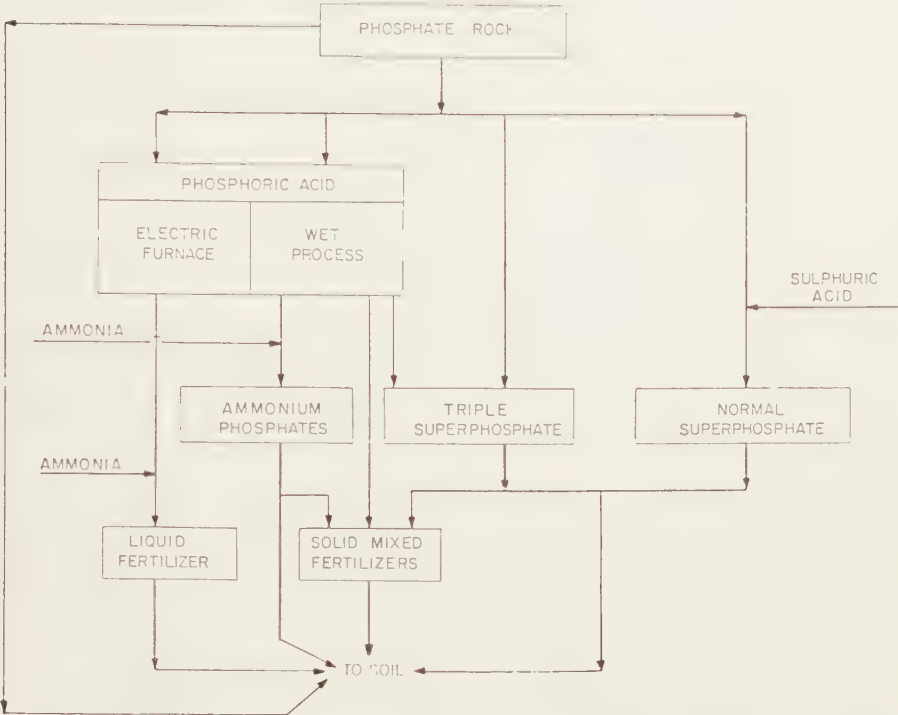 PHOSPHATE ROCK
PHOSPHORIC ACID
ELECTRIC
FURNACE
WET
PROCESS
SULPHURIC
ACID
AMMONIA
AMMONIUM
PHOSPHATES
TRIPLE
SUPERPHOSPHATE
NORMAL
SUPERPHOSPHATE
AMMONIA
LIQUID
FERTILIZER
SOLID MIXED
FERTILIZERS
TO SOIL